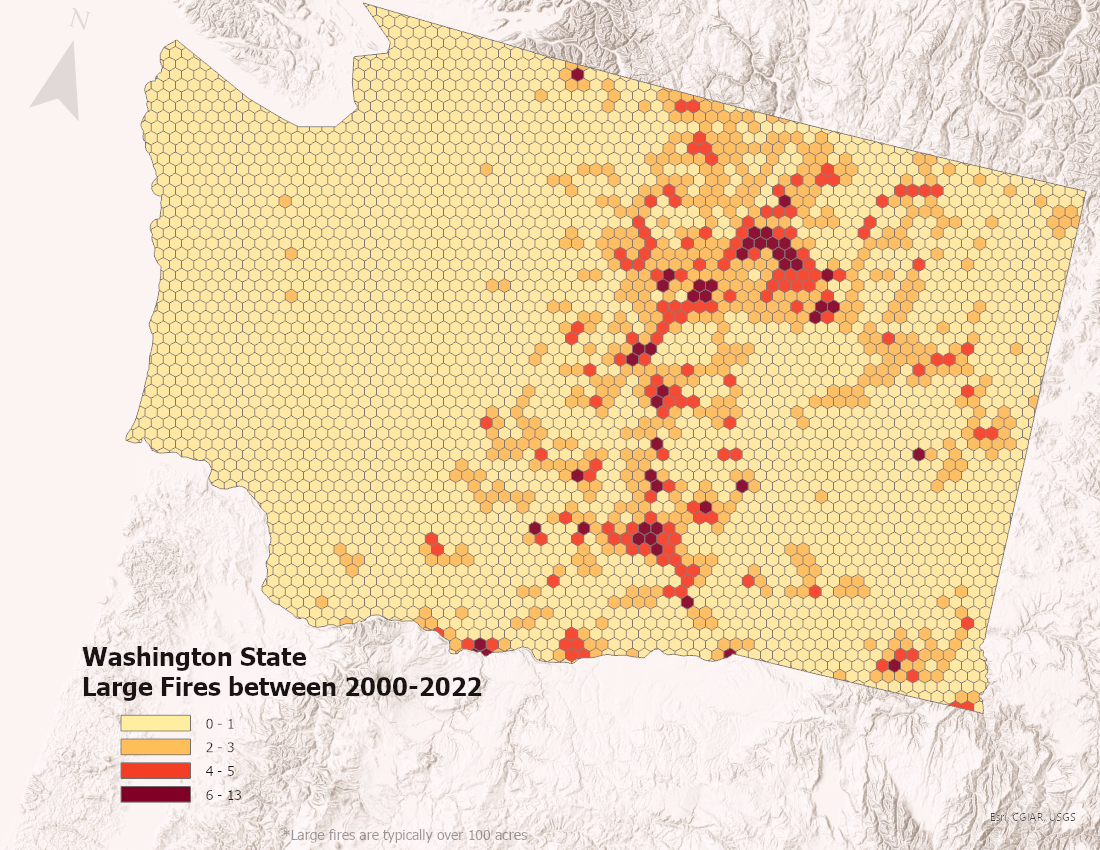 N
Washington State
Large Fires between 2000-2022
0 - 1
2 - 3
4 - 5
6 - 13
*Large fires are typically over 100 acres
Esri, CGIAR, USGS